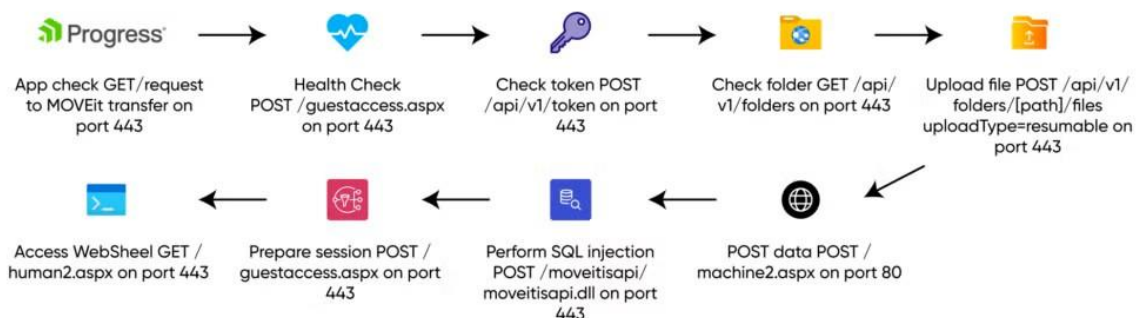 Progress
App check GET/request
to MOVEit transfer on
port 443
Health Check
POST /guestaccess.aspx
on port 443
Check token POST
/api/v1/token on port
443
Check folder GET /api/
v1/folders on port 443
Upload file POST /api/v1/
folders/[path]/files
uploadType=resumable on
port 443
Access WebSheel GET /
human2.aspx on port 443
Prepare session POST /
guestaccess.aspx on port
443
Perform SQL injection
POST /moveitisapi/
moveitisapi.dll on port
443
POST data POST /
machine2.aspx on port 80